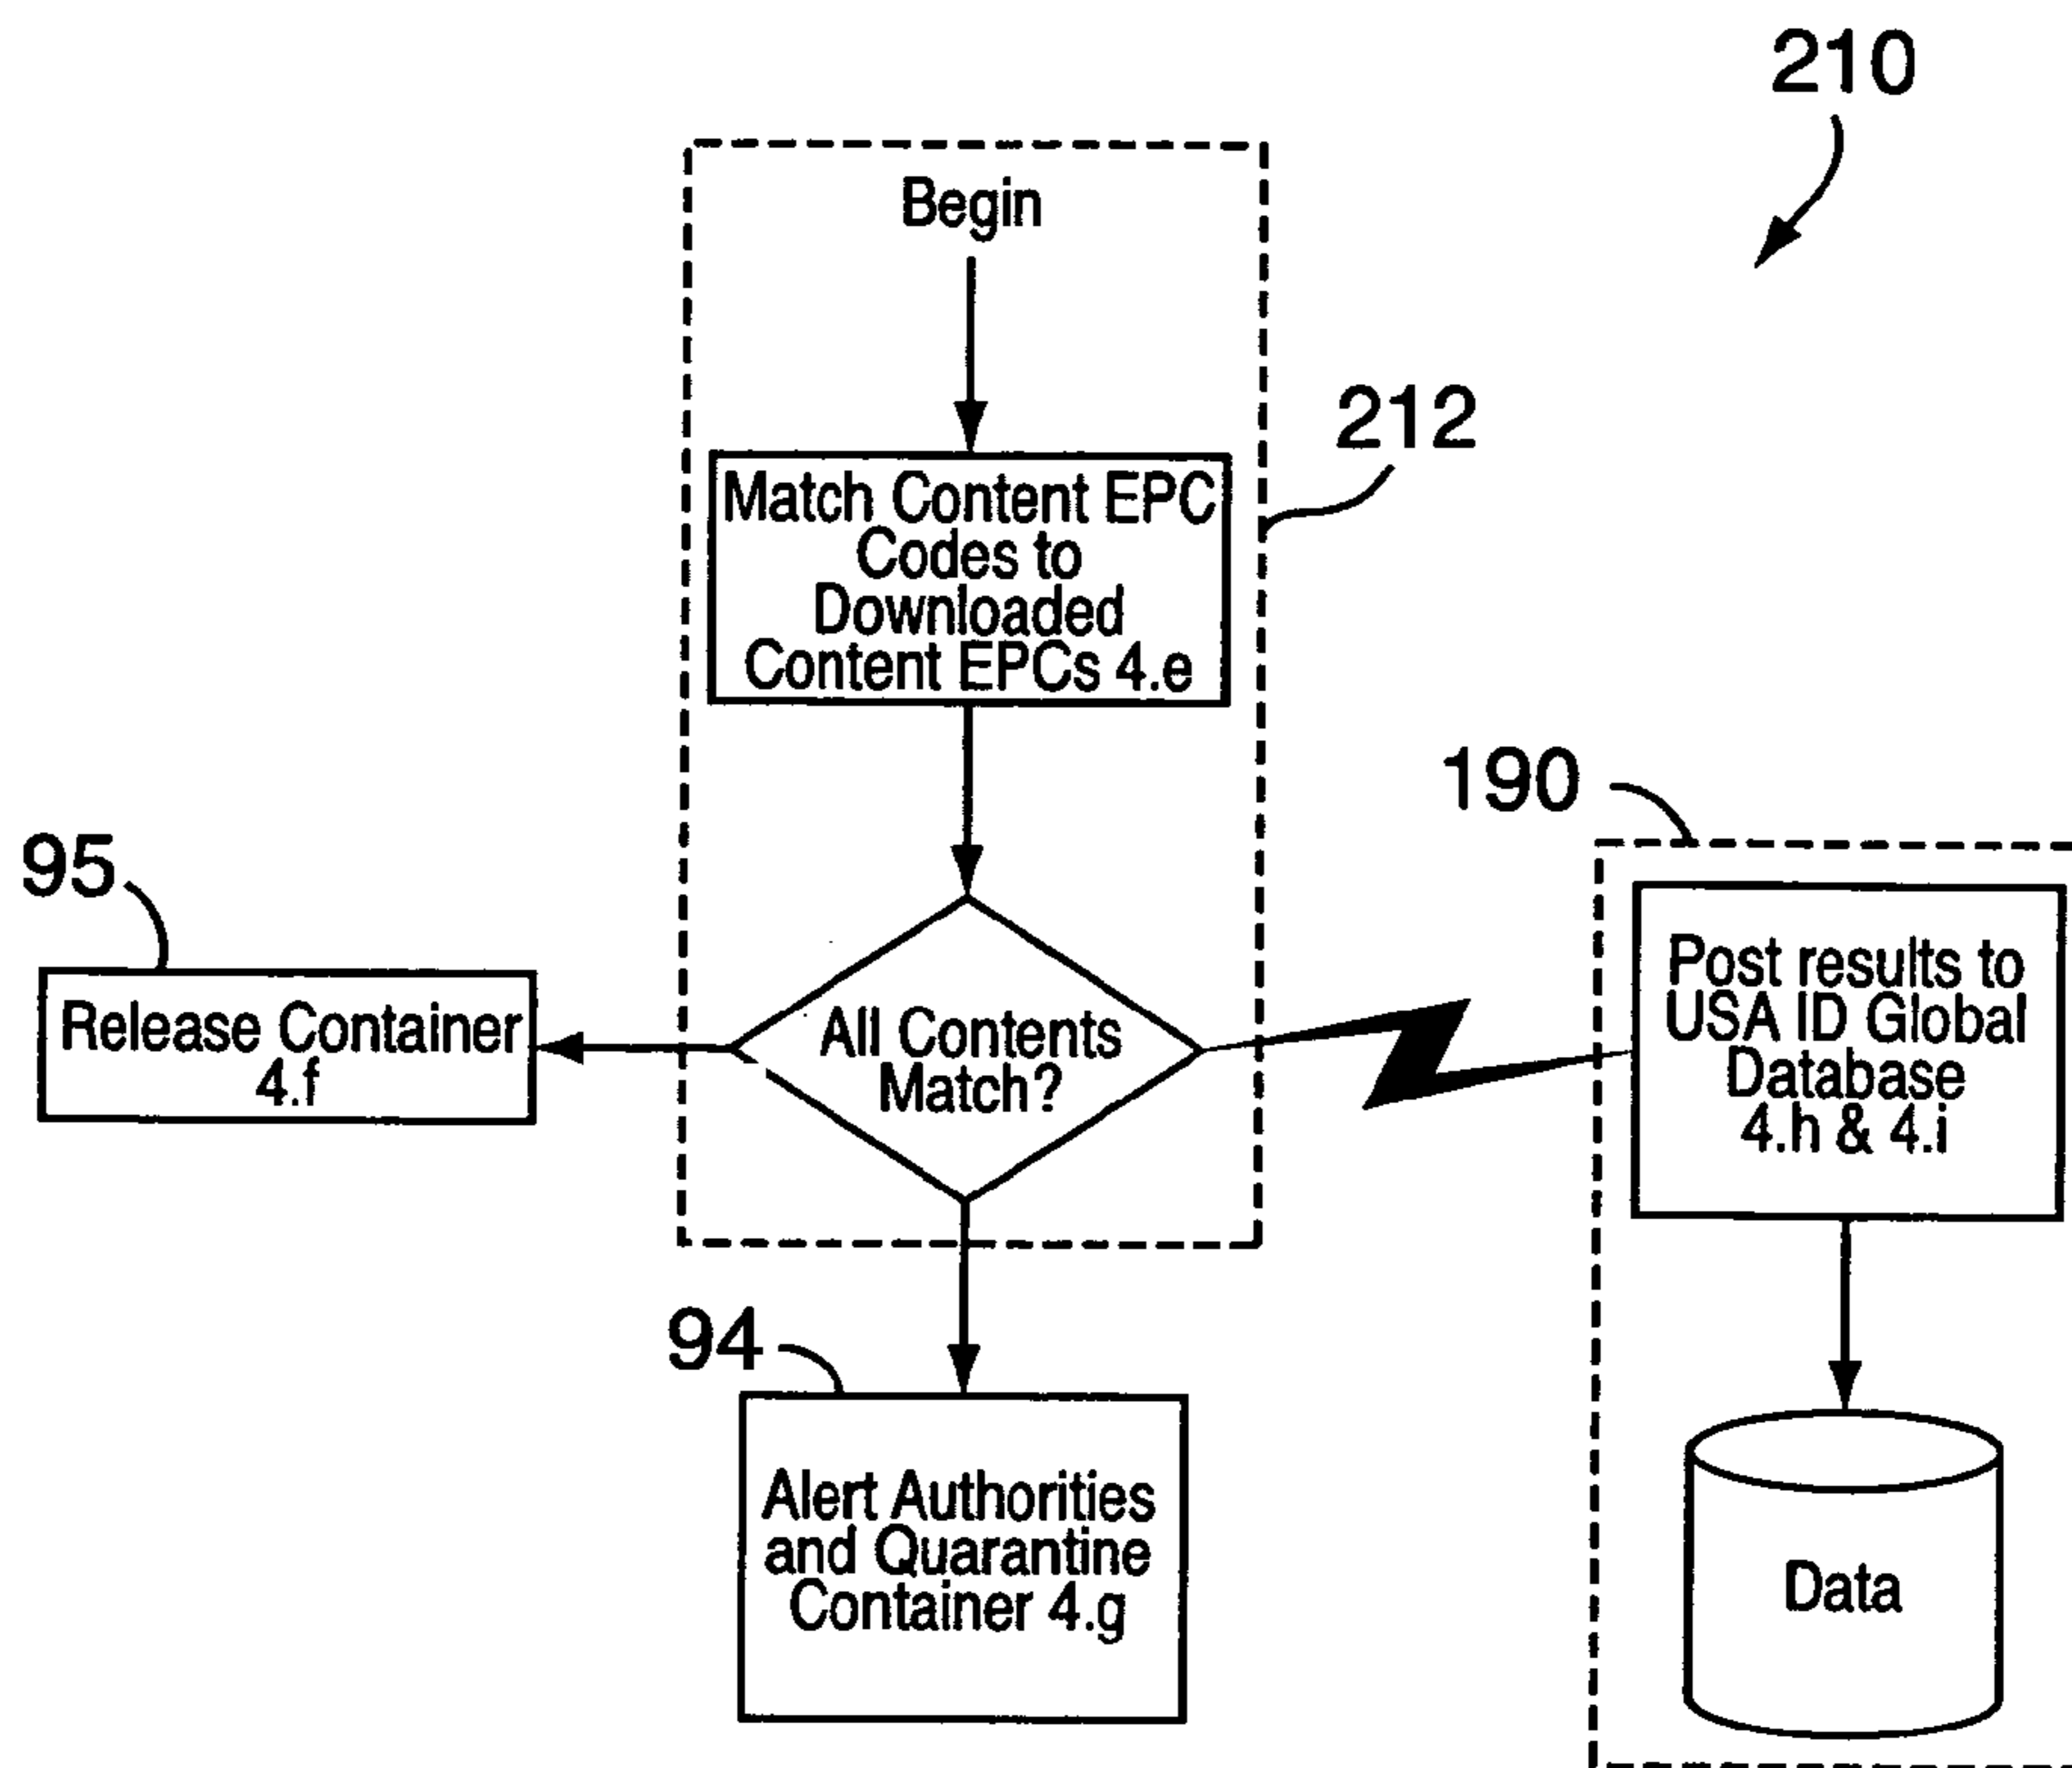 210
Begin
212
Match Content EPC
Codes to
Downloaded
Content EPCs 4.e
190
95
Release Container
4.f
All Contents
Match?
Post results to
USA ID Global
Database
4.h & 4.i
94
Alert Authorities
and Quarantine
Container 4.g
Data